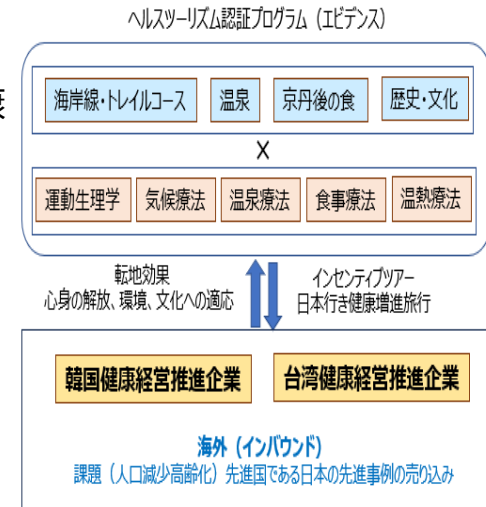 ヘルスツーリズム認証プログラム（エビデンス）
海岸線・トレイルコース 温泉 京丹後の食 歴史・文化
×
運動生理学 気候療法 温泉療法 食事療法 温熱療法
転地効果
心身の解放、環境、文化への適応
インセンティブツアー
日本行き健康増進旅行
韓国健康経営推進企業 台湾健康経営推進企業
海外（インバウンド）
課題（人口減少高齢化）先進国である日本の先進事例の売り込み